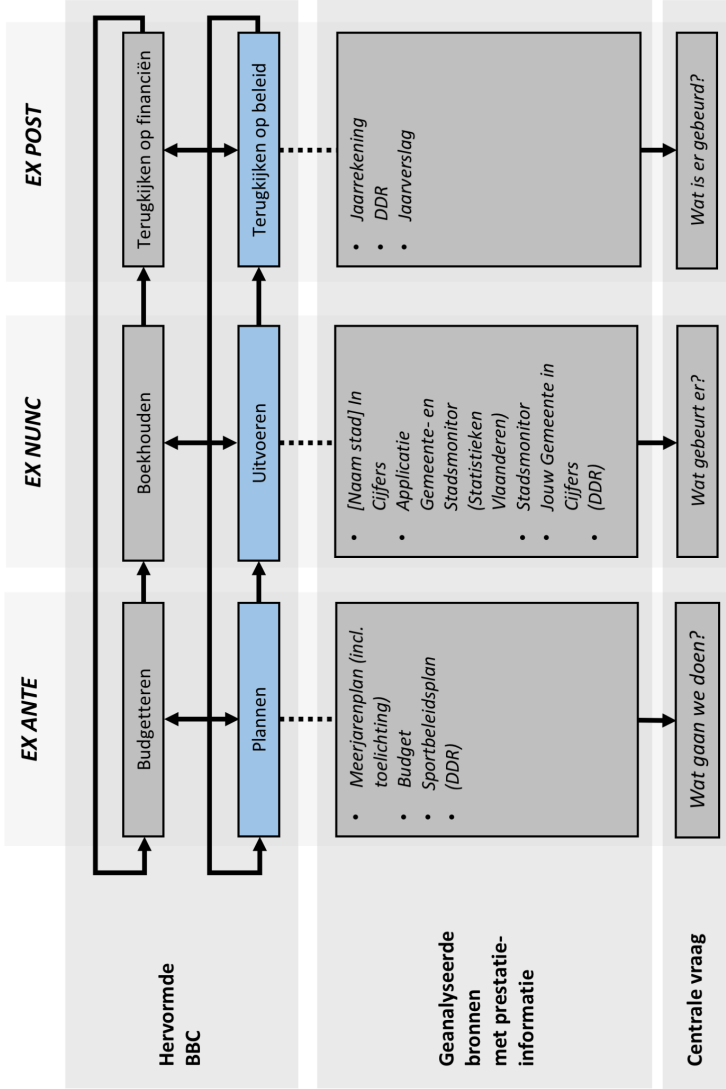 EX ANTE
EX NUNC
EX POST
Hervormde
BBC
Budgetteren
Boekhouden
Terugkijken op financiën
Plannen
Uitvoeren
Terugkijken op beleid
Geanalyseerde
bronnen
met prestatie-
informatie
• Meerjarenplan (incl.
toelichting)
• Budget
• Sportbeleidsplan
• (DDR)
• [Naam stad] In
Cijfers
• Applicatie
Gemeente- en
Stadsmonitor
(Statistieken
Vlaanderen)
• Stadsmonitor
• Jouw Gemeente in
Cijfers
• (DDR)
• Jaarrekening
• DDR
• Jaarverslag
Centrale vraag
Wat gaan we doen?
Wat gebeurt er?
Wat is er gebeurd?